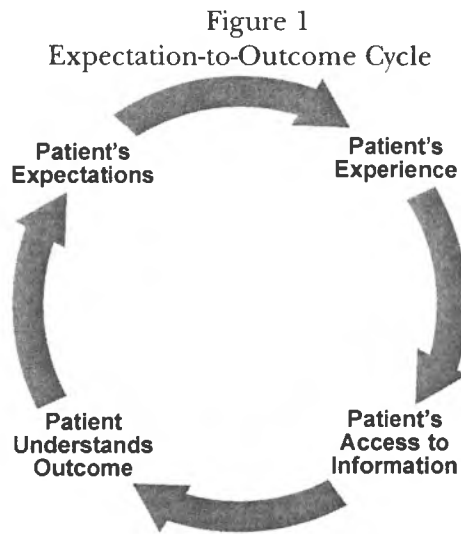 Figure 1
Expectation-to-Outcome Cycle
Patient's
Expectations
Patient's
Experience
Patient's
Access to
Information
Patient
Understands
Outcome